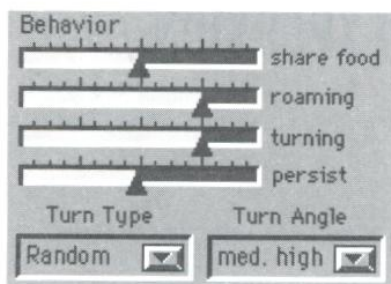 Behavior
share food
roaming
turning
persist
Turn Type Turn Angle
Random med. high